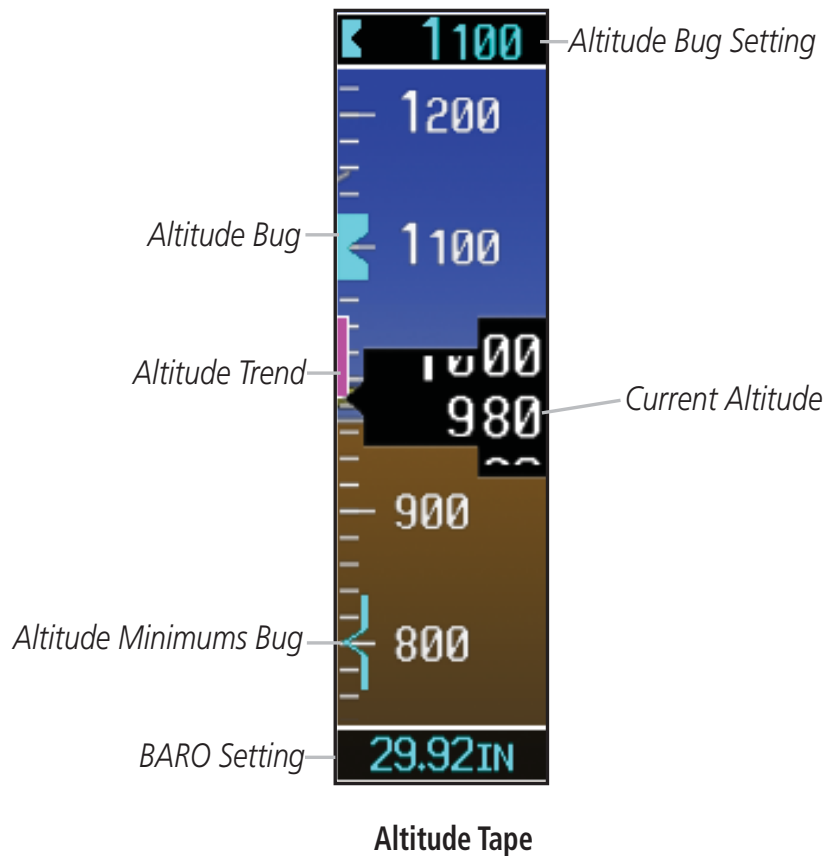 1100
Altitude Bug Setting
1200
Altitude Bug
1100
Altitude Trend
00
980
Current Altitude
900
Altitude Minimums Bug
800
BARO Setting
29.92IN
Altitude Tape